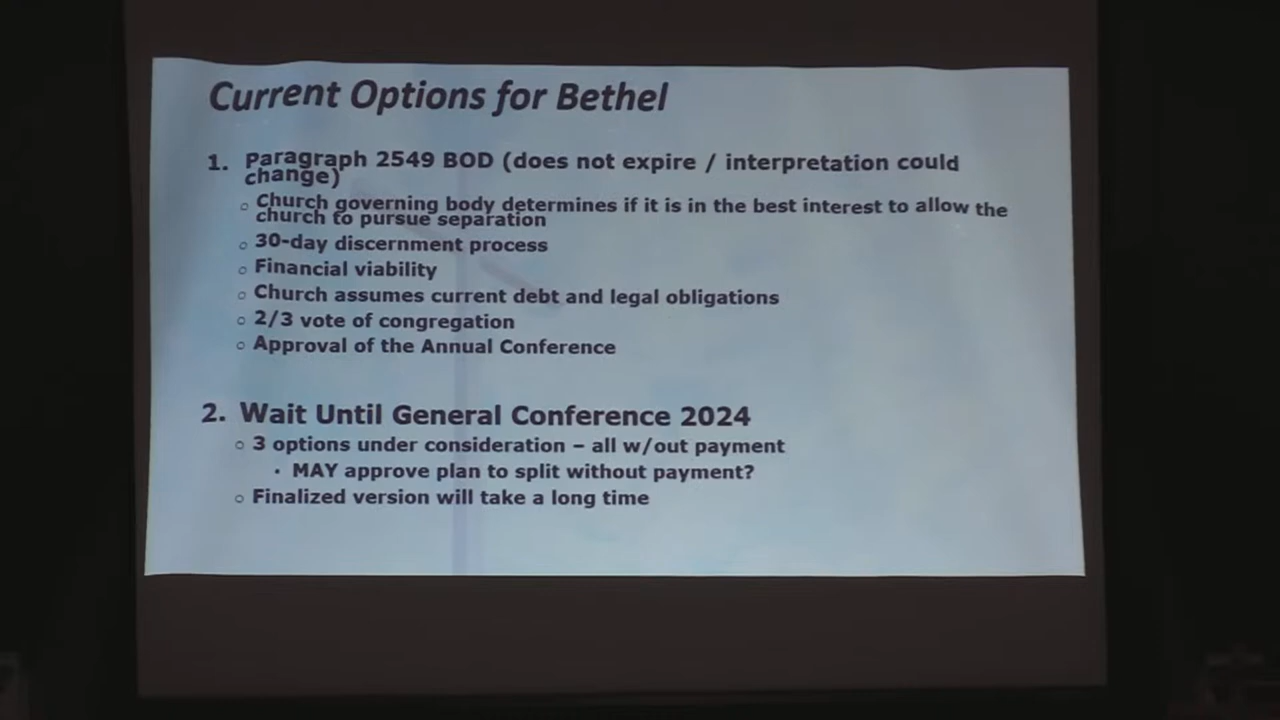 Current Options for Bethel
1. Paragraph 2549 BOD (does not expire / interpretation could
change)
○ Church governing body determines if it is in the best interest to allow the
church to pursue separation
○ 30-day discernment process
○ Financial viability
○ Church assumes current debt and legal obligations
○ 2/3 vote of congregation
○ Approval of the Annual Conference
2. Wait Until General Conference 2024
○ 3 options under consideration – all w/out payment
• MAY approve plan to split without payment?
○ Finalized version will take a long time